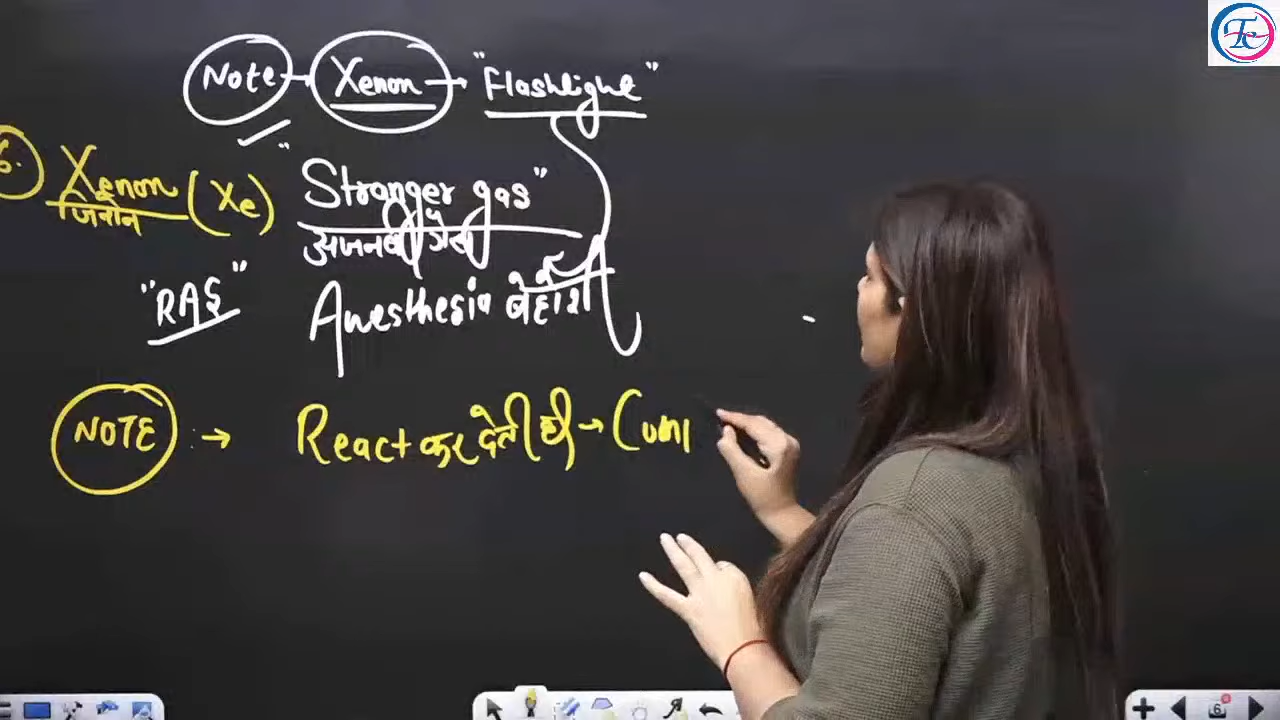 Note → Xenon → "Flashlight"
6. Xenon (Xe) "Stranger gas"
जिनॉन अजनबी गैस
"RAS" Anesthesia बेहोशी
NOTE → React कर देती है → Com